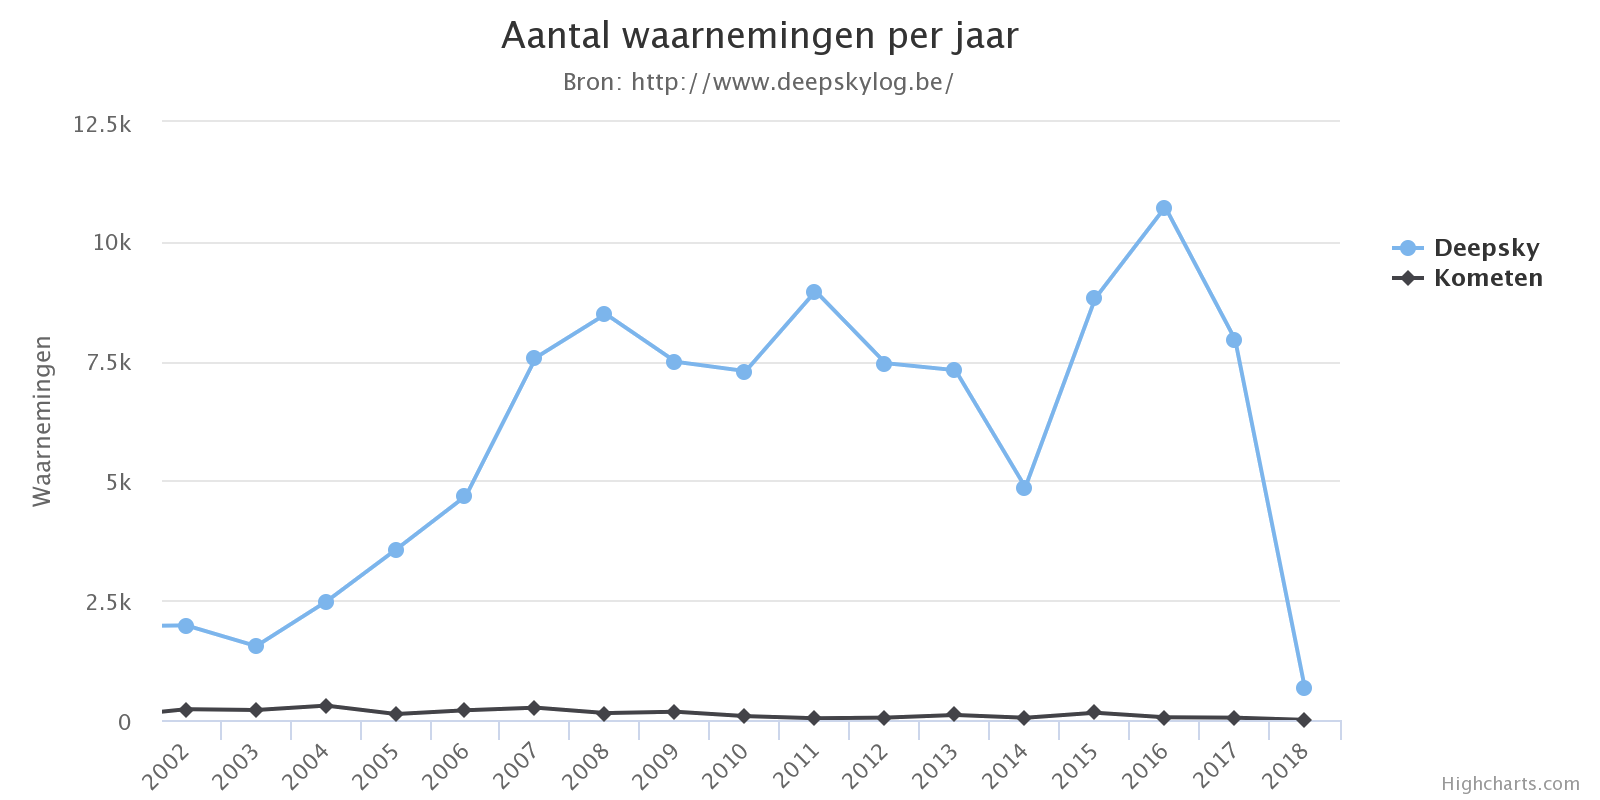 Aantal waarnemingen per jaar
Bron: http://www.deepskylog.be/
12.5k
10k
7.5k
5k
2.5k
0
Waarnemingen
Deepsky
Kometen
2002
2003
2004
2005
2006
2007
2008
2009
2010
2011
2012
2013
2014
2015
2016
2017
2018
Highcharts.com